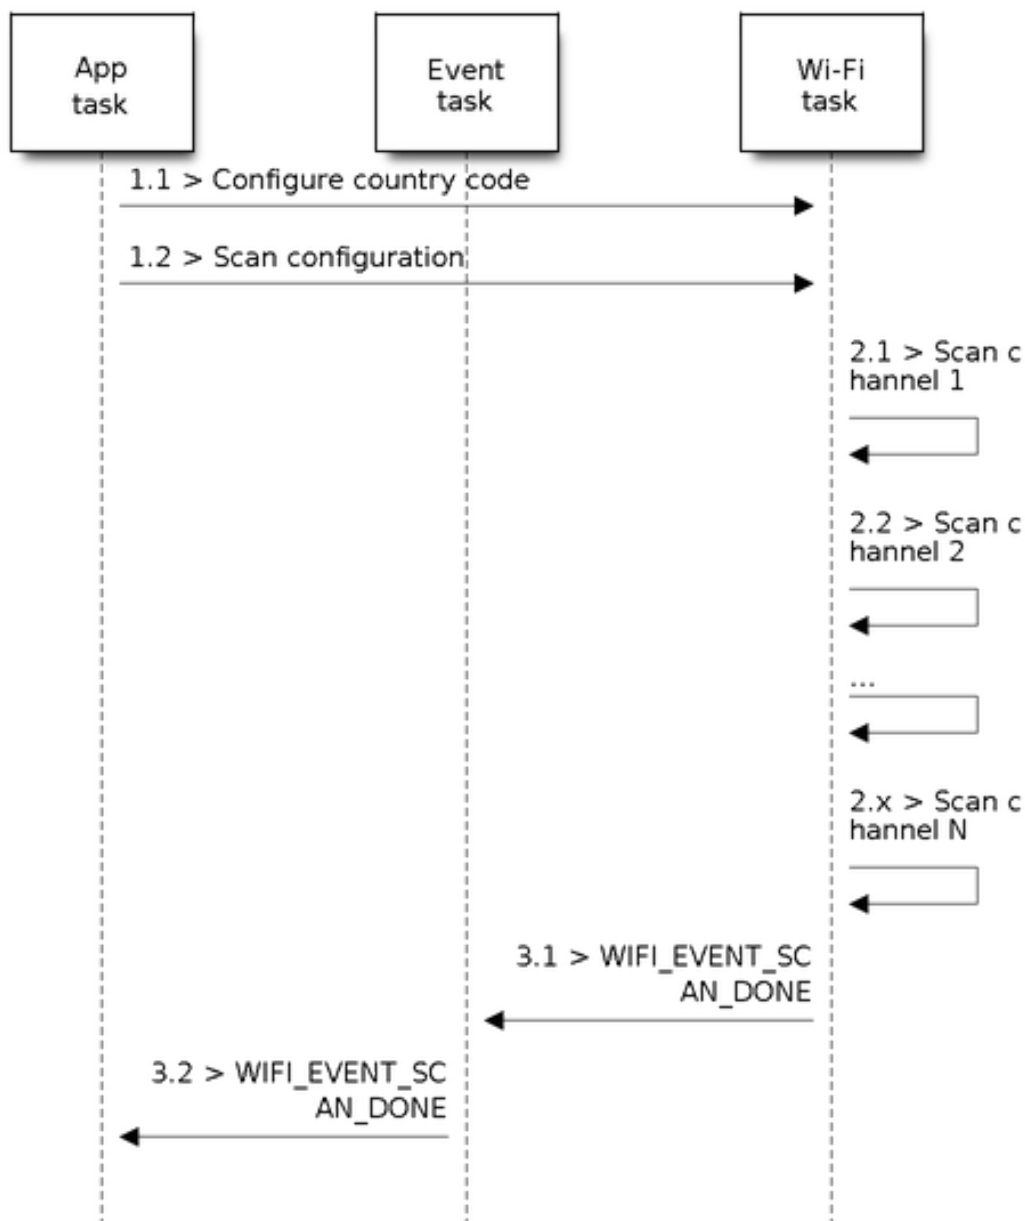 App
task
Event
task
Wi-Fi
task
1.1 > Configure country code
1.2 > Scan configuration
2.1 > Scan c
hannel 1
2.2 > Scan c
hannel 2
...
2.x > Scan c
hannel N
3.1 > WIFI_EVENT_SC
AN_DONE
3.2 > WIFI_EVENT_SC
AN_DONE